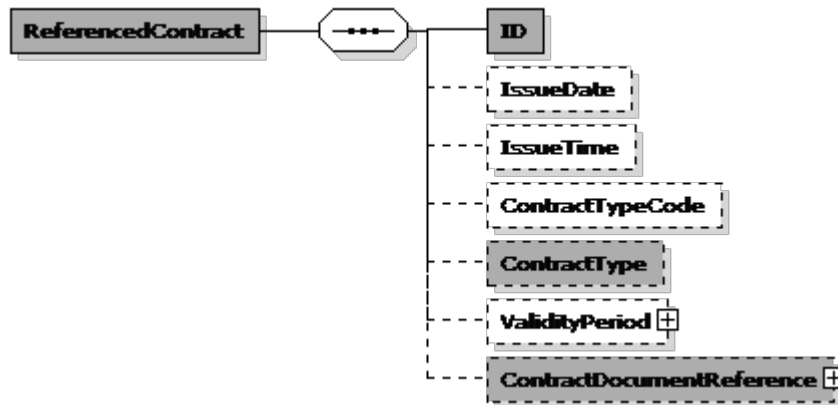 ReferencedContract
ID
IssueDate
IssueTime
ContractTypeCode
ContractType
ValidityPeriod
ContractDocumentReference